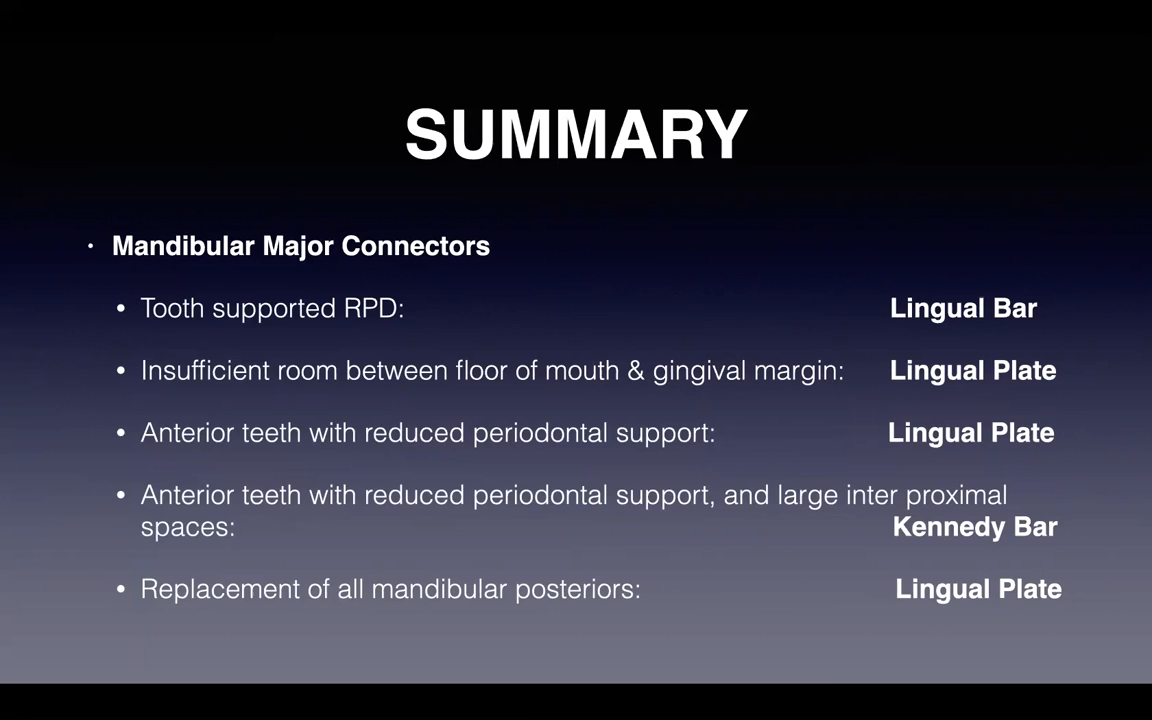 SUMMARY
• Mandibular Major Connectors
• Tooth supported RPD: Lingual Bar
• Insufficient room between floor of mouth & gingival margin: Lingual Plate
• Anterior teeth with reduced periodontal support: Lingual Plate
• Anterior teeth with reduced periodontal support, and large inter proximal
spaces: Kennedy Bar
• Replacement of all mandibular posteriors: Lingual Plate